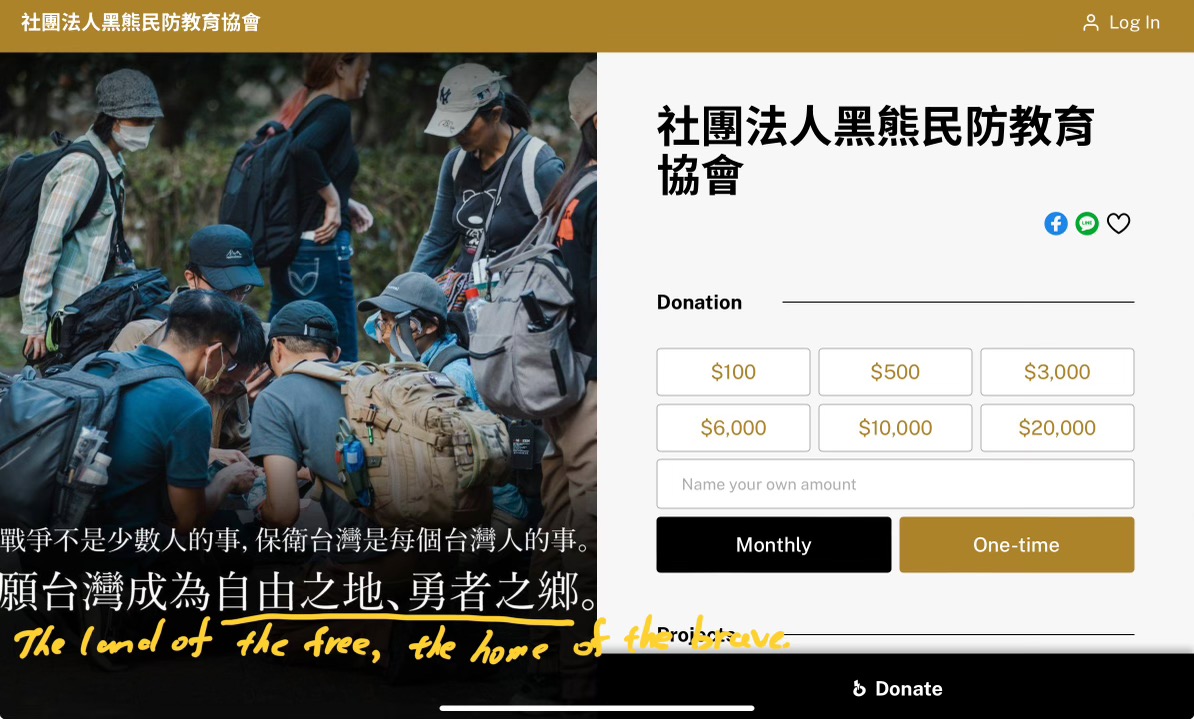 社團法人黑熊民防教育協會
Log In
戰爭不是少數人的事, 保衛台灣是每個台灣人的事。
願台灣成為自由之地、勇者之鄉。
The land of the free, the home of the brave.
社團法人黑熊民防教育
協會
Donation
$100 $500 $3,000
$6,000 $10,000 $20,000
Name your own amount
Monthly One-time
Projects
Donate